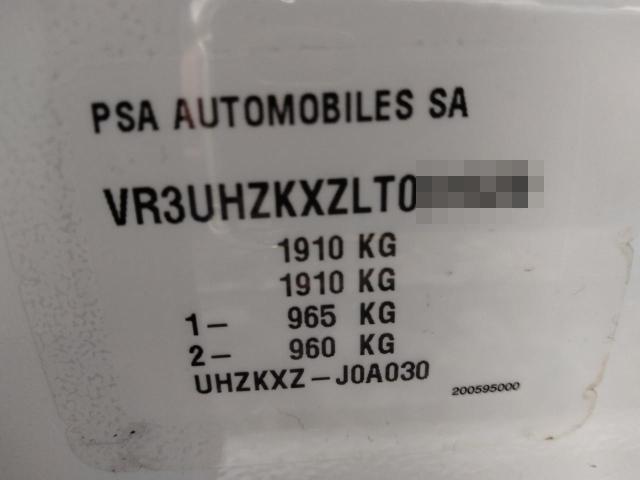 PSA AUTOMOBILES SA
VR3UHZKXZLT0
1910 KG
1910 KG
1– 965 KG
2– 960 KG
UHZKXZ–J0A030
200595000